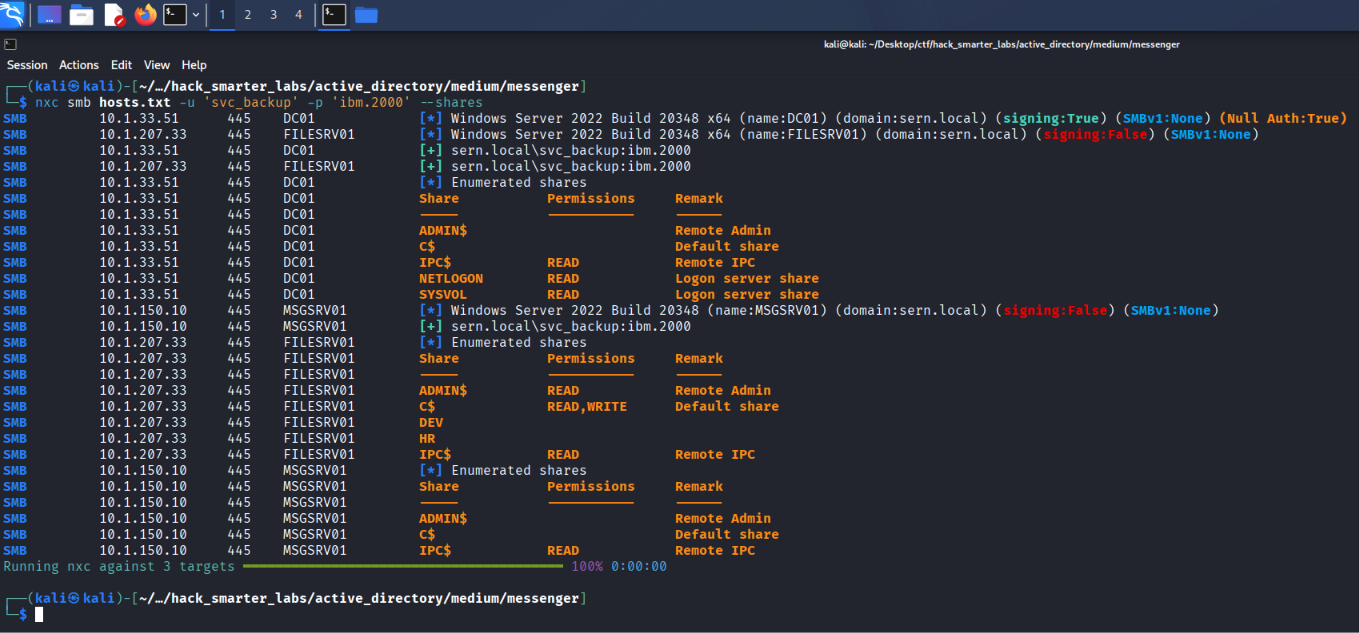 1 2 3 4
kali@kali: ~/Desktop/ctf/hack_smarter_labs/active_directory/medium/messenger
Session Actions Edit View Help
┌──(kali㉿kali)-[~/…/hack_smarter_labs/active_directory/medium/messenger]
└─$ nxc smb hosts.txt -u 'svc_backup' -p 'ibm.2000' --shares
SMB 10.1.33.51 445 DC01 [*] Windows Server 2022 Build 20348 x64 (name:DC01) (domain:sern.local) (signing:True) (SMBv1:None) (Null Auth:True)
SMB 10.1.207.33 445 FILESRV01 [*] Windows Server 2022 Build 20348 x64 (name:FILESRV01) (domain:sern.local) (signing:False) (SMBv1:None)
SMB 10.1.33.51 445 DC01 [+] sern.local\svc_backup:ibm.2000
SMB 10.1.207.33 445 FILESRV01 [+] sern.local\svc_backup:ibm.2000
SMB 10.1.33.51 445 DC01 [*] Enumerated shares
SMB 10.1.33.51 445 DC01 Share Permissions Remark
SMB 10.1.33.51 445 DC01 ----- ----------- ------
SMB 10.1.33.51 445 DC01 ADMIN$ Remote Admin
SMB 10.1.33.51 445 DC01 C$ Default share
SMB 10.1.33.51 445 DC01 IPC$ READ Remote IPC
SMB 10.1.33.51 445 DC01 NETLOGON READ Logon server share
SMB 10.1.33.51 445 DC01 SYSVOL READ Logon server share
SMB 10.1.150.10 445 MSGSRV01 [*] Windows Server 2022 Build 20348 (name:MSGSRV01) (domain:sern.local) (signing:False) (SMBv1:None)
SMB 10.1.150.10 445 MSGSRV01 [+] sern.local\svc_backup:ibm.2000
SMB 10.1.207.33 445 FILESRV01 [*] Enumerated shares
SMB 10.1.207.33 445 FILESRV01 Share Permissions Remark
SMB 10.1.207.33 445 FILESRV01 ----- ----------- ------
SMB 10.1.207.33 445 FILESRV01 ADMIN$ READ Remote Admin
SMB 10.1.207.33 445 FILESRV01 C$ READ,WRITE Default share
SMB 10.1.207.33 445 FILESRV01 DEV
SMB 10.1.207.33 445 FILESRV01 HR
SMB 10.1.207.33 445 FILESRV01 IPC$ READ Remote IPC
SMB 10.1.150.10 445 MSGSRV01 [*] Enumerated shares
SMB 10.1.150.10 445 MSGSRV01 Share Permissions Remark
SMB 10.1.150.10 445 MSGSRV01 ----- ----------- ------
SMB 10.1.150.10 445 MSGSRV01 ADMIN$ Remote Admin
SMB 10.1.150.10 445 MSGSRV01 C$ Default share
SMB 10.1.150.10 445 MSGSRV01 IPC$ READ Remote IPC
Running nxc against 3 targets ━━━━━━━━━━━━━━━━━━━━━━━━━━━━━━━━━━━━━━━━ 100% 0:00:00
┌──(kali㉿kali)-[~/…/hack_smarter_labs/active_directory/medium/messenger]
└─$